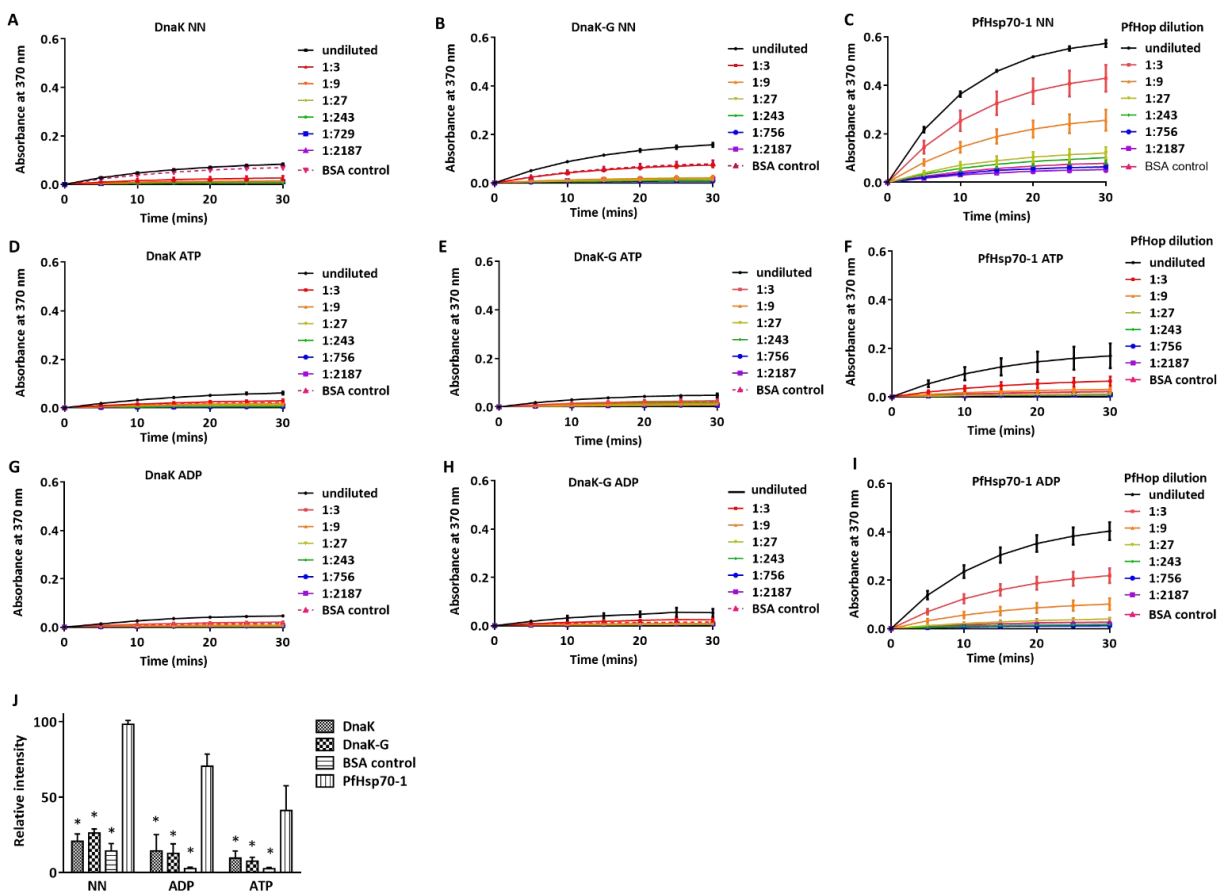 A
DnaK NN
Absorbance at 370 nm
0.6
0.4
0.2
0.0
0
10
20
30
Time (mins)
undiluted
1:3
1:9
1:27
1:243
1:729
1:2187
BSA control
B
DnaK-G NN
Absorbance at 370 nm
0.6
0.4
0.2
0.0
0
10
20
30
Time (mins)
undiluted
1:3
1:9
1:27
1:243
1:756
1:2187
BSA control
C
PfHsp70-1 NN
Absorbance at 370 nm
0.6
0.4
0.2
0.0
0
10
20
30
Time (mins)
PfHop dilution
undiluted
1:3
1:9
1:27
1:243
1:756
1:2187
BSA control
D
DnaK ATP
Absorbance at 370 nm
0.6
0.4
0.2
0.0
0
10
20
30
Time (mins)
undiluted
1:3
1:9
1:27
1:243
1:756
1:2187
BSA control
E
DnaK-G ATP
Absorbance at 370 nm
0.6
0.4
0.2
0.0
0
10
20
30
Time (mins)
undiluted
1:3
1:9
1:27
1:243
1:756
1:2187
BSA control
F
PfHsp70-1 ATP
Absorbance at 370 nm
0.6
0.4
0.2
0.0
0
10
20
30
Time (mins)
PfHop dilution
undiluted
1:3
1:9
1:27
1:243
1:756
1:2187
BSA control
G
DnaK ADP
Absorbance at 370 nm
0.6
0.4
0.2
0.0
0
10
20
30
Time (mins)
undiluted
1:3
1:9
1:27
1:243
1:756
1:2187
BSA control
H
DnaK-G ADP
Absorbance at 370 nm
0.6
0.4
0.2
0.0
0
10
20
30
Time (mins)
undiluted
1:3
1:9
1:27
1:243
1:756
1:2187
BSA control
I
PfHsp70-1 ADP
Absorbance at 370 nm
0.6
0.4
0.2
0.0
0
10
20
30
Time (mins)
PfHop dilution
undiluted
1:3
1:9
1:27
1:243
1:756
1:2187
BSA control
J
Relative intensity
100
50
0
* * *
* * *
* * *
NN
ADP
ATP
DnaK
DnaK-G
BSA control
PfHsp70-1